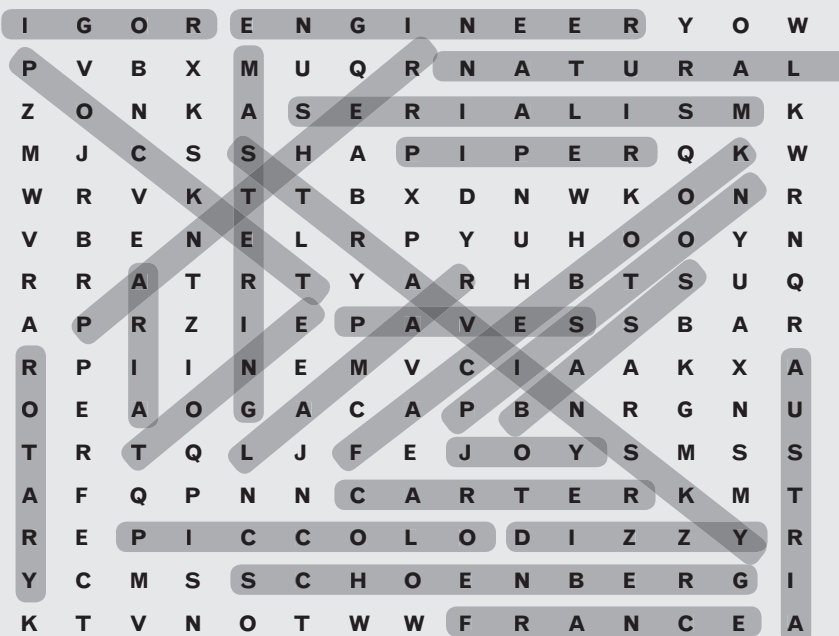 I G O R E N G I N E E R Y O W
P V B X M U Q R N A T U R A L
Z O N K A S E R I A L I S M K
M J C S S H A P I P E R Q K W
W R V K T T B X D N W K O N R
V B E N E L R P Y U H O O Y N
R R A T R T Y A R H B T S U Q
A P R Z I E P A V E S S B A R
R P I I N E M V C I A A K X A
O E A O G A C A P B N R G N U
T R T Q L J F E J O Y S M S S
A F Q P N N C A R T E R K M T
R E P I C C O L O D I Z Z Y R
Y C M S S C H O E N B E R G I
K T V N O T W W F R A N C E A